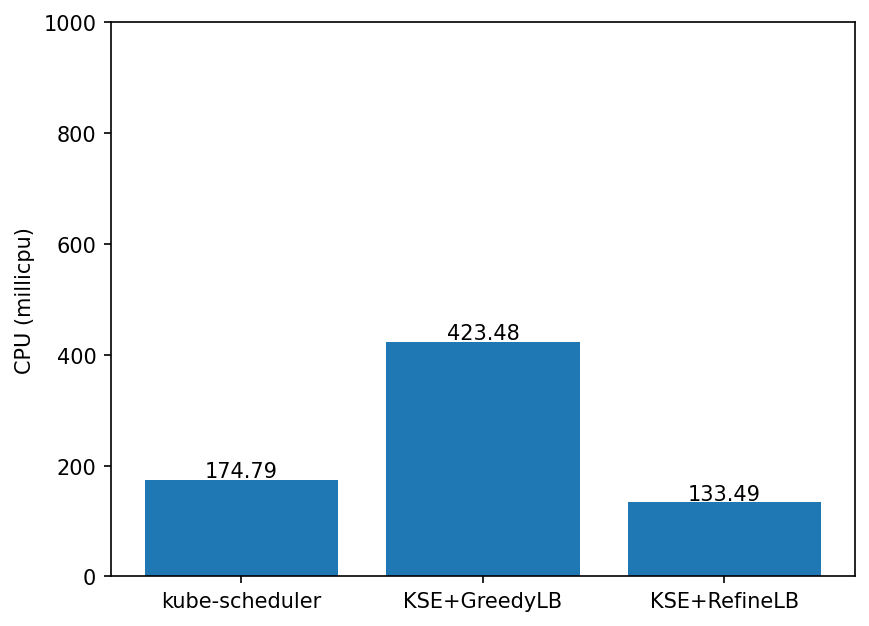 1000
800
600
400
200
0
CPU (millicpu)
174.79
423.48
133.49
kube-scheduler
KSE+GreedyLB
KSE+RefineLB